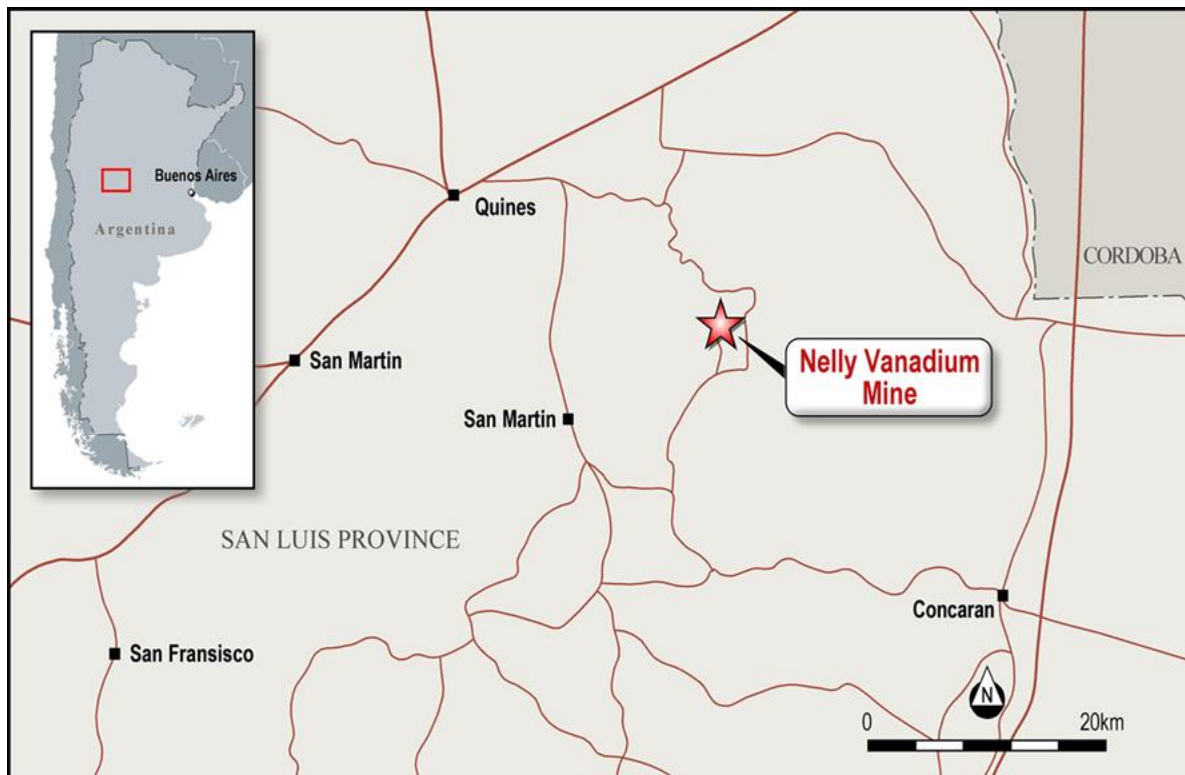 Buenos Aires
Argentina
Quines
CORDOBA
San Martin
Nelly Vanadium
Mine
San Martin
SAN LUIS PROVINCE
Concaran
San Fransisco
N
0 20km